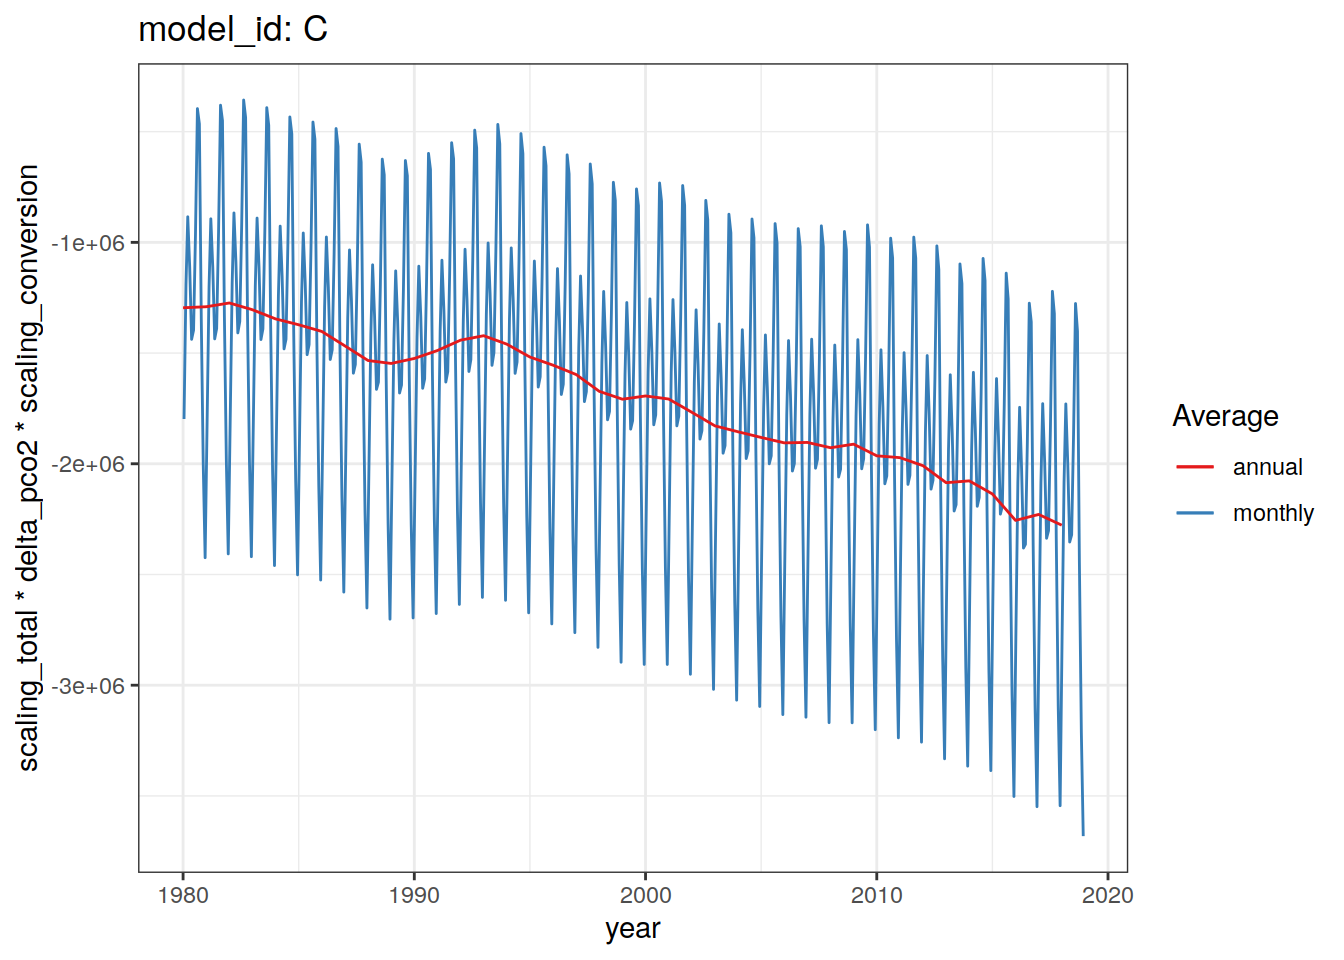 model_id: C
scaling_total * delta_pco2 * scaling_conversion
-1e+06
-2e+06
-3e+06
1980
1990
2000
2010
2020
year
Average
annual
monthly